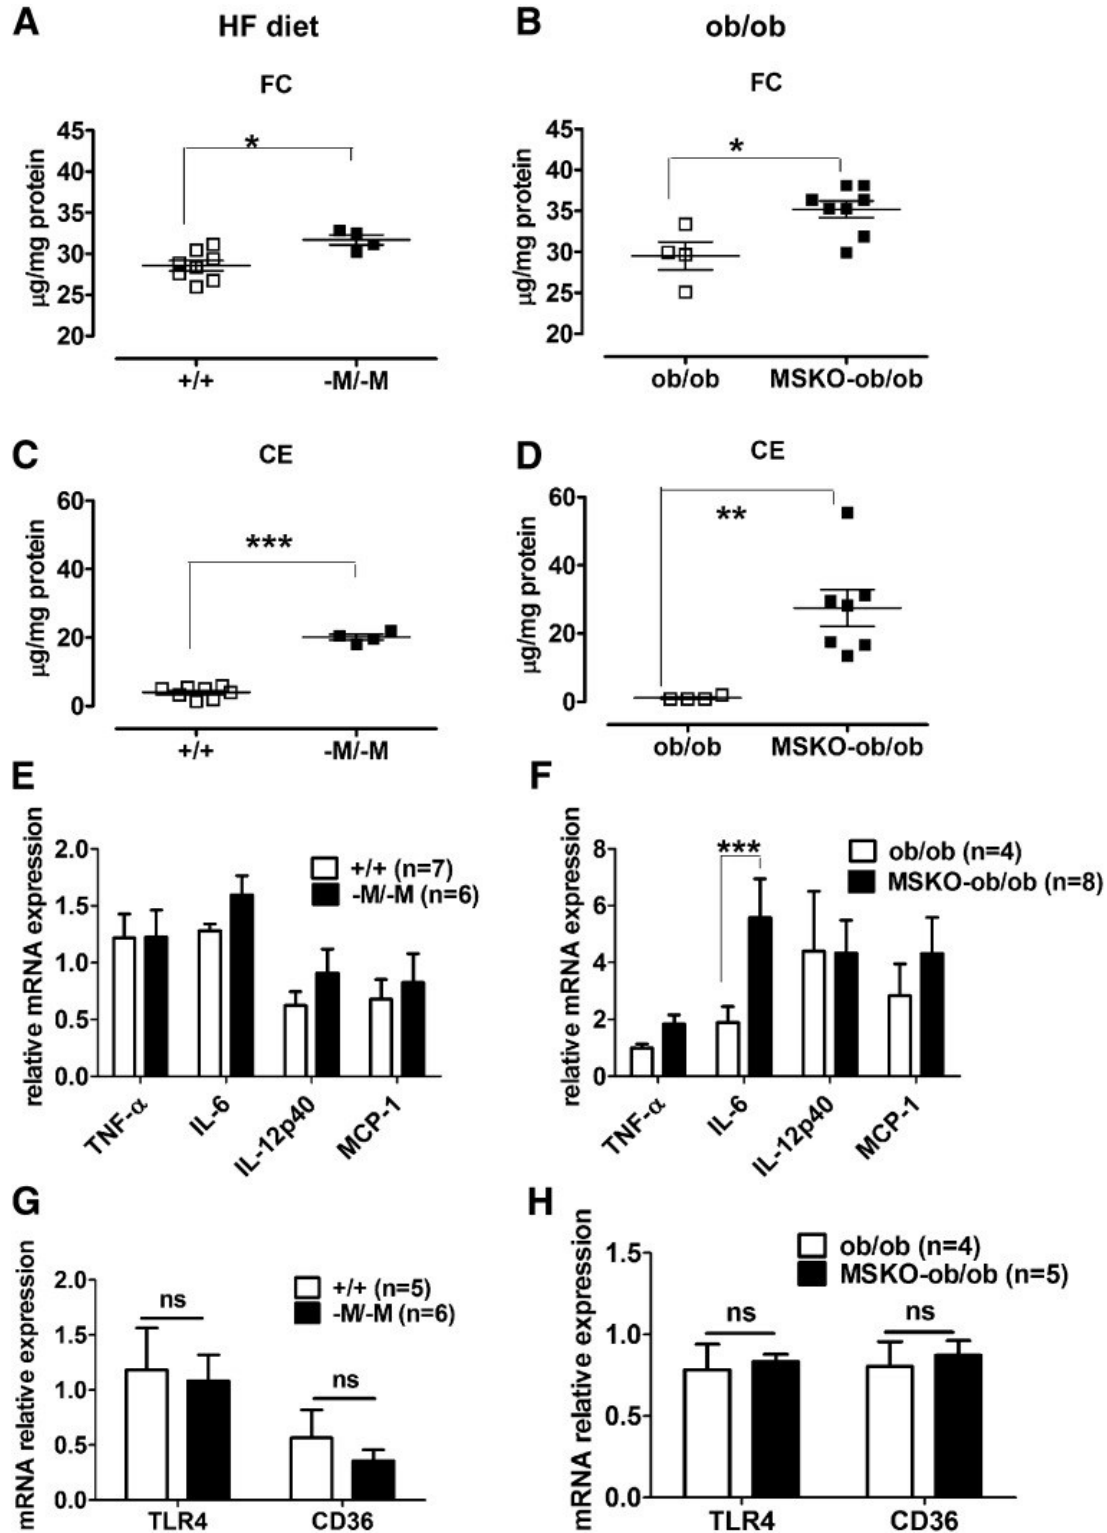 A HF diet
B ob/ob
FC
45
40
35
30
25
20
µg/mg protein
*
+/+ -M/-M
FC
45
40
35
30
25
20
µg/mg protein
*
ob/ob MSKO-ob/ob
C CE
60
40
20
0
µg/mg protein
***
+/+ -M/-M
D CE
60
40
20
0
µg/mg protein
**
ob/ob MSKO-ob/ob
E
relative mRNA expression
2.0
1.5
1.0
0.5
0.0
+/+ (n=7)
-M/-M (n=6)
TNF-α IL-6 IL-12p40 MCP-1
F
relative mRNA expression
8
6
4
2
0
***
ob/ob (n=4)
MSKO-ob/ob (n=8)
TNF-α IL-6 IL-12p40 MCP-1
G
mRNA relative expression
2.0
1.5
1.0
0.5
0.0
+/+ (n=5)
-M/-M (n=6)
ns
ns
TLR4 CD36
H
mRNA relative expression
1.5
1.0
0.5
0.0
ob/ob (n=4)
MSKO-ob/ob (n=5)
ns
ns
TLR4 CD36